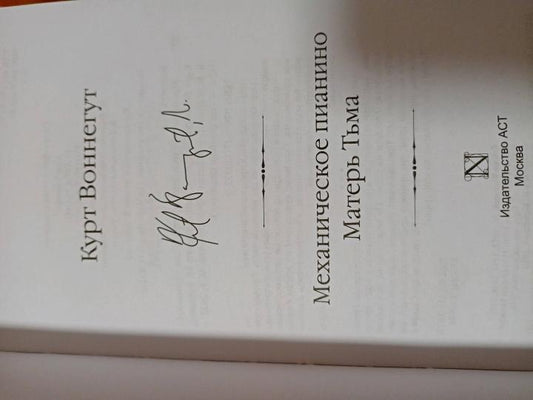 Курт Воннегут
Механическое пианино
Матерь Тьма
N
Издательство АСТ
Москва